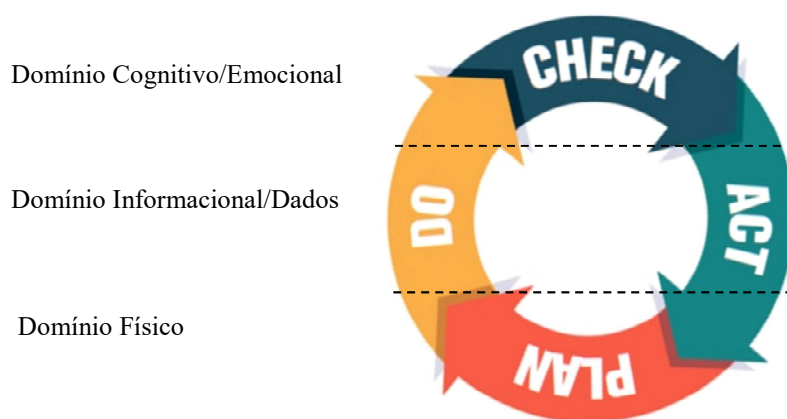 CHECK
Domínio Cognitivo/Emocional
Domínio Informacional/Dados
DO
ACT
Domínio Físico
PLAN